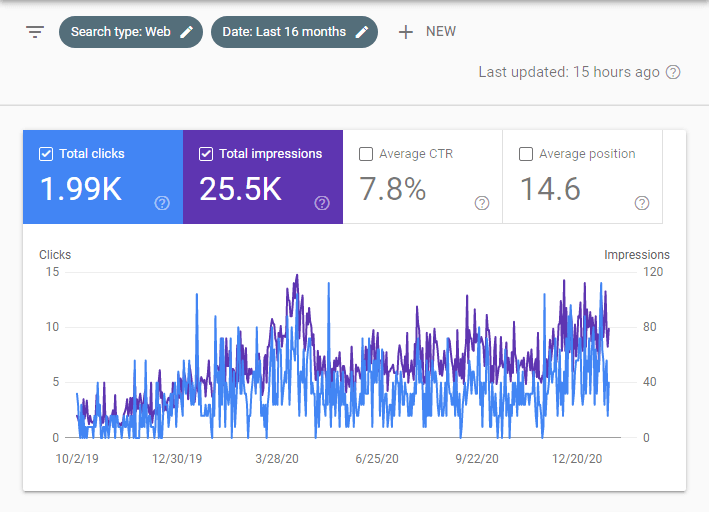 Search type: Web
Date: Last 16 months
NEW
Last updated: 15 hours ago
Total clicks
1.99K
Total impressions
25.5K
Average CTR
7.8%
Average position
14.6
Clicks
Impressions
15
120
10
80
5
40
0
0
10/2/19
12/30/19
3/28/20
6/25/20
9/22/20
12/20/20